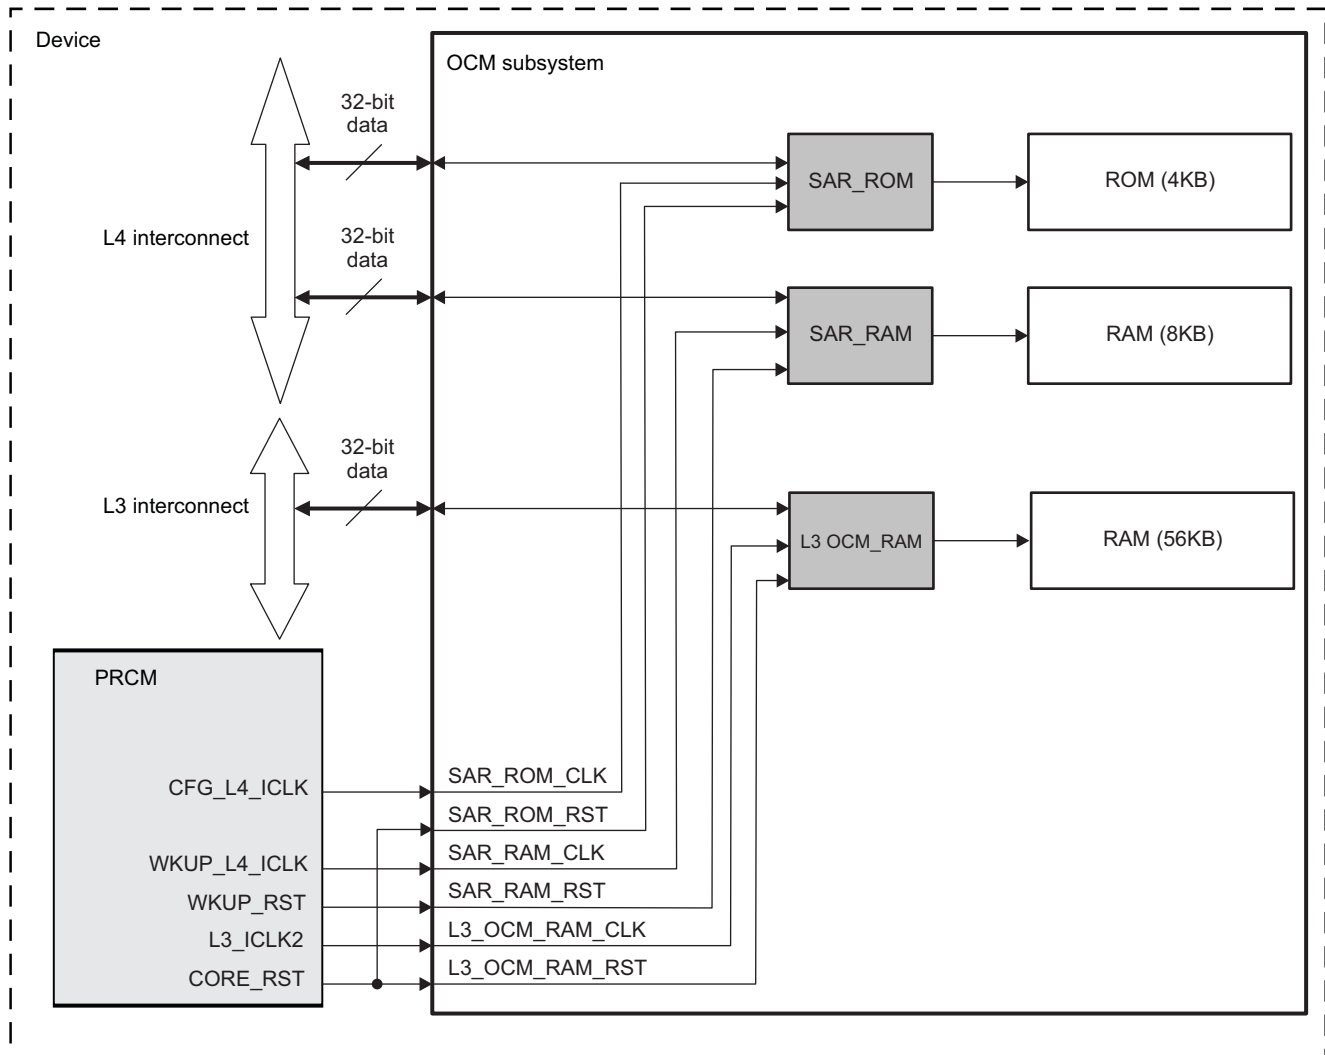 Device
OCM subsystem
32-bit
data
SAR_ROM
ROM (4KB)
L4 interconnect
32-bit
data
SAR_RAM
RAM (8KB)
32-bit
data
L3 interconnect
L3 OCM_RAM
RAM (56KB)
PRCM
CFG_L4_ICLK
SAR_ROM_CLK
SAR_ROM_RST
WKUP_L4_ICLK
SAR_RAM_CLK
WKUP_RST
SAR_RAM_RST
L3_ICLK2
L3_OCM_RAM_CLK
CORE_RST
L3_OCM_RAM_RST